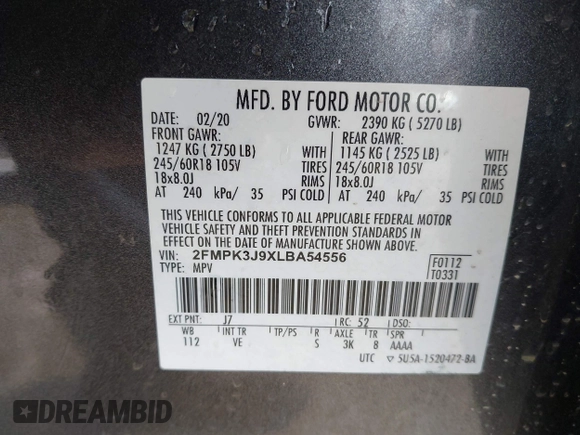 MFD. BY FORD MOTOR CO.
DATE: 02/20 GVWR: 2390 KG ( 5270 LB)
FRONT GAWR: REAR GAWR:
1247 KG ( 2750 LB) WITH 1145 KG ( 2525 LB) WITH
245/60R18 105V TIRES 245/60R18 105V TIRES
18x8.0J RIMS 18x8.0J RIMS
AT 240 kPa/ 35 PSI COLD AT 240 kPa/ 35 PSI COLD
THIS VEHICLE CONFORMS TO ALL APPLICABLE FEDERAL MOTOR
VEHICLE SAFETY AND THEFT PREVENTION STANDARDS IN
EFFECT ON THE DATE OF MANUFACTURE SHOWN ABOVE.
VIN: 2FMPK3J9XLBA54556 F0112
TYPE: MPV T0331
EXT PNT: J7 RC: 52 DSO:
WB INT TR TP/PS R AXLE TR SPR
112 VE S 3K 8 AAAA
UTC ▽ 5U5A-1520472-BA
DREAMBID